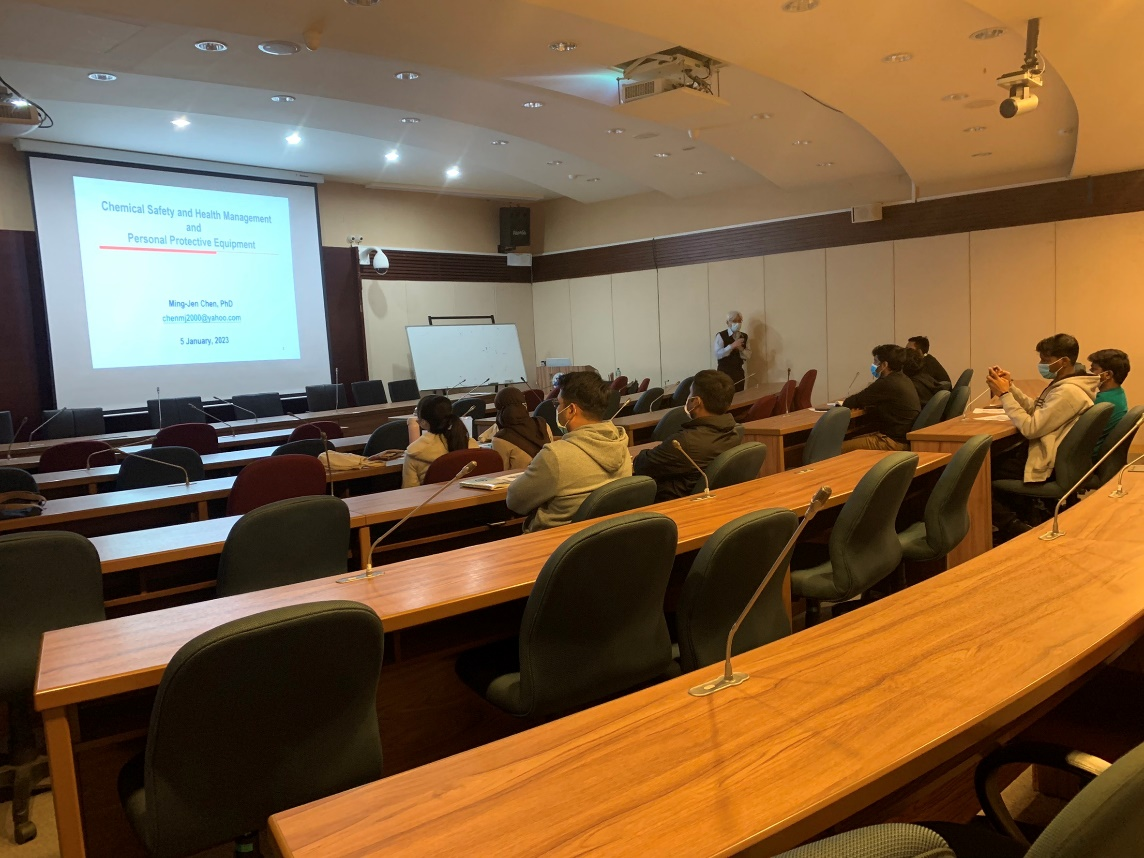 Chemical Safety and Health Management
and
Personal Protective Equipment
Ming-Jen Chen, PhD
chenmj2000@yahoo.com
5 January, 2023